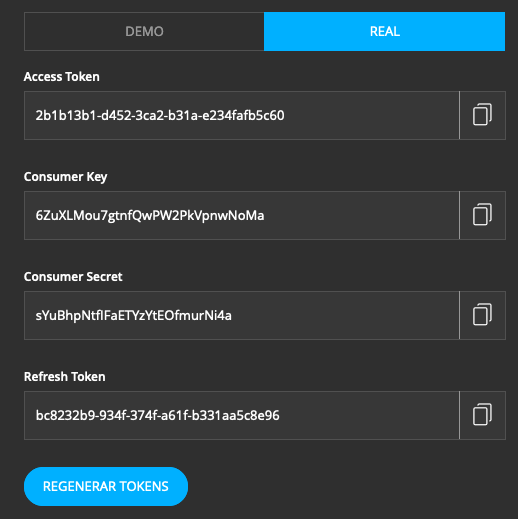 DEMO
REAL
Access Token
2b1b13b1-d452-3ca2-b31a-e234fafb5c60
Consumer Key
6ZuXLMou7gtnfQwPW2PkVpnwNoMa
Consumer Secret
sYuBhpNtfIFaETYzYtEOfmurNi4a
Refresh Token
bc8232b9-934f-374f-a61f-b331aa5c8e96
REGENERAR TOKENS